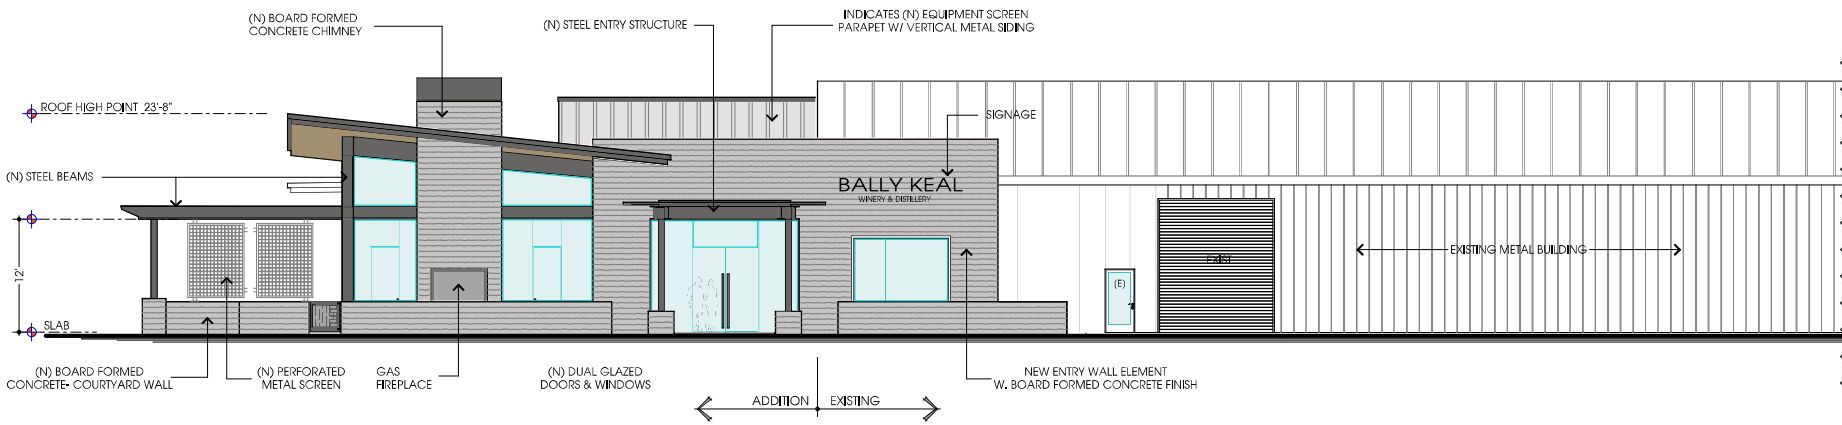 (N) BOARD FORMED
CONCRETE CHIMNEY
(N) STEEL ENTRY STRUCTURE
INDICATES (N) EQUIPMENT SCREEN
PARAPET W/ VERTICAL METAL SIDING
ROOF HIGH POINT 23'-8"
SIGNAGE
(N) STEEL BEAMS
BALLY KEAL
WINERY & DISTILLERY
EXISTING METAL BUILDING
EXIST
12'
(E)
SLAB
(N) BOARD FORMED
CONCRETE- COURTYARD WALL
(N) PERFORATED
METAL SCREEN
GAS
FIREPLACE
(N) DUAL GLAZED
DOORS & WINDOWS
NEW ENTRY WALL ELEMENT
W. BOARD FORMED CONCRETE FINISH
ADDITION
EXISTING